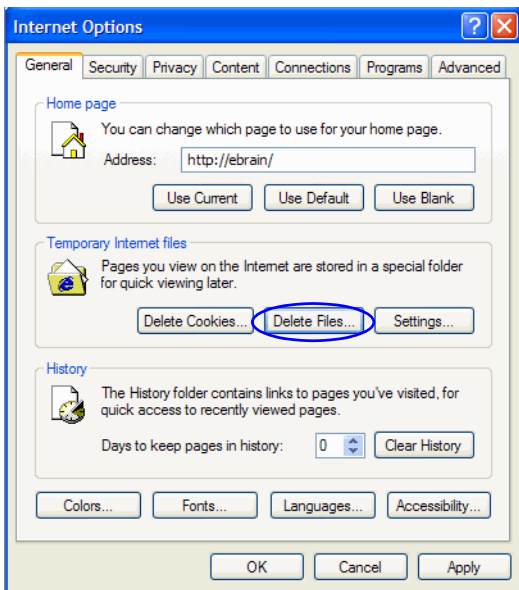 Internet Options
General Security Privacy Content Connections Programs Advanced
Home page
You can change which page to use for your home page.
Address: http://ebrain/
Use Current Use Default Use Blank
Temporary Internet files
Pages you view on the Internet are stored in a special folder
for quick viewing later.
Delete Cookies... Delete Files... Settings...
History
The History folder contains links to pages you've visited, for
quick access to recently viewed pages.
Days to keep pages in history: 0 Clear History
Colors... Fonts... Languages... Accessibility...
OK Cancel Apply